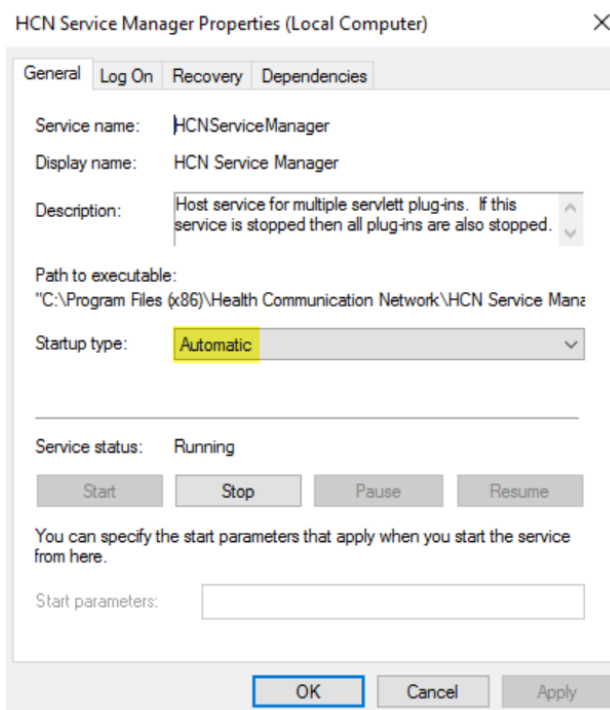 HCN Service Manager Properties (Local Computer)
General Log On Recovery Dependencies
Service name: HCNServiceManager
Display name: HCN Service Manager
Description: Host service for multiple servlett plug-ins. If this
service is stopped then all plug-ins are also stopped.
Path to executable:
"C:\Program Files (x86)\Health Communication Network\HCN Service Mana
Startup type: Automatic
Service status: Running
Start Stop Pause Resume
You can specify the start parameters that apply when you start the service
from here.
Start parameters:
OK Cancel Apply